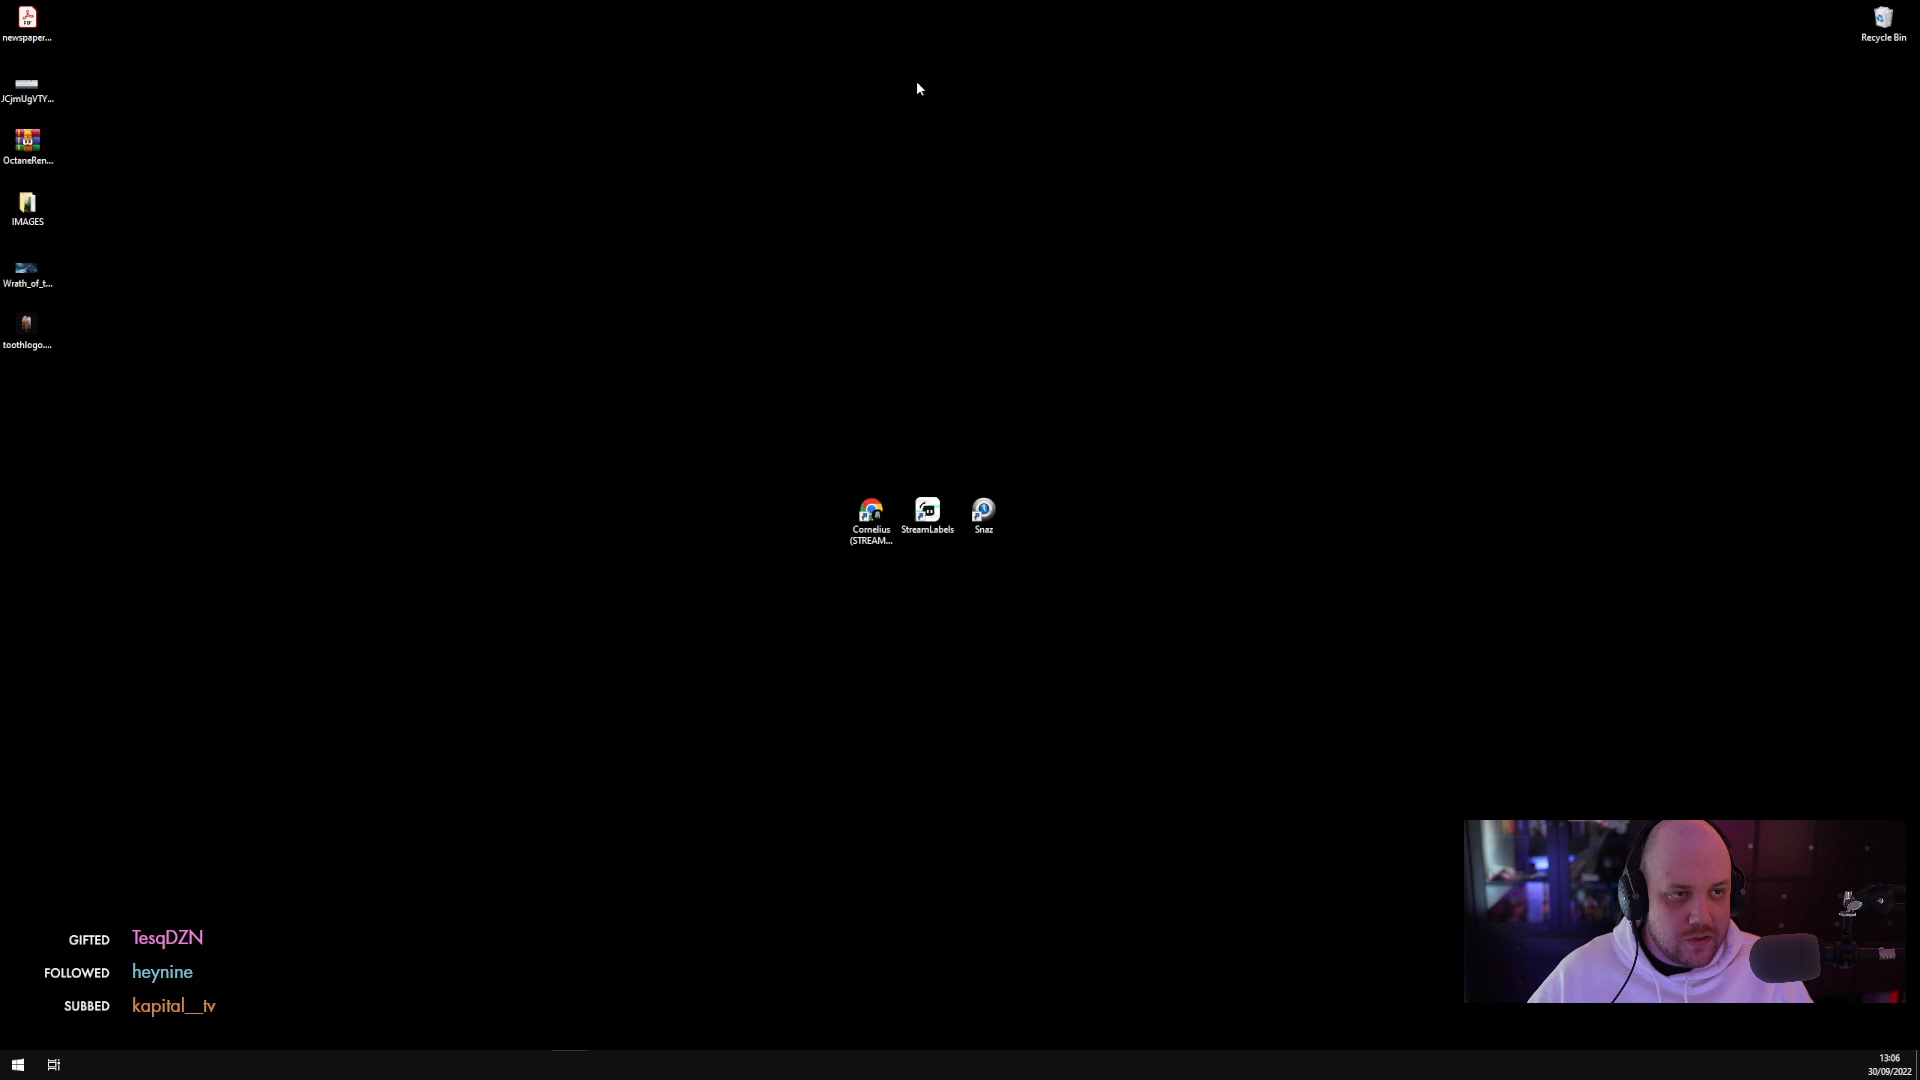 newspaper...
JCjmUgVTY...
OctaneRen...
IMAGES
Wrath_of_t...
toothlogo....
Recycle Bin
Cornelius
(STREAM...
StreamLabels
Snaz
GIFTED TesqDZN
FOLLOWED heynine
SUBBED kapital__tv
13:06
30/09/2022